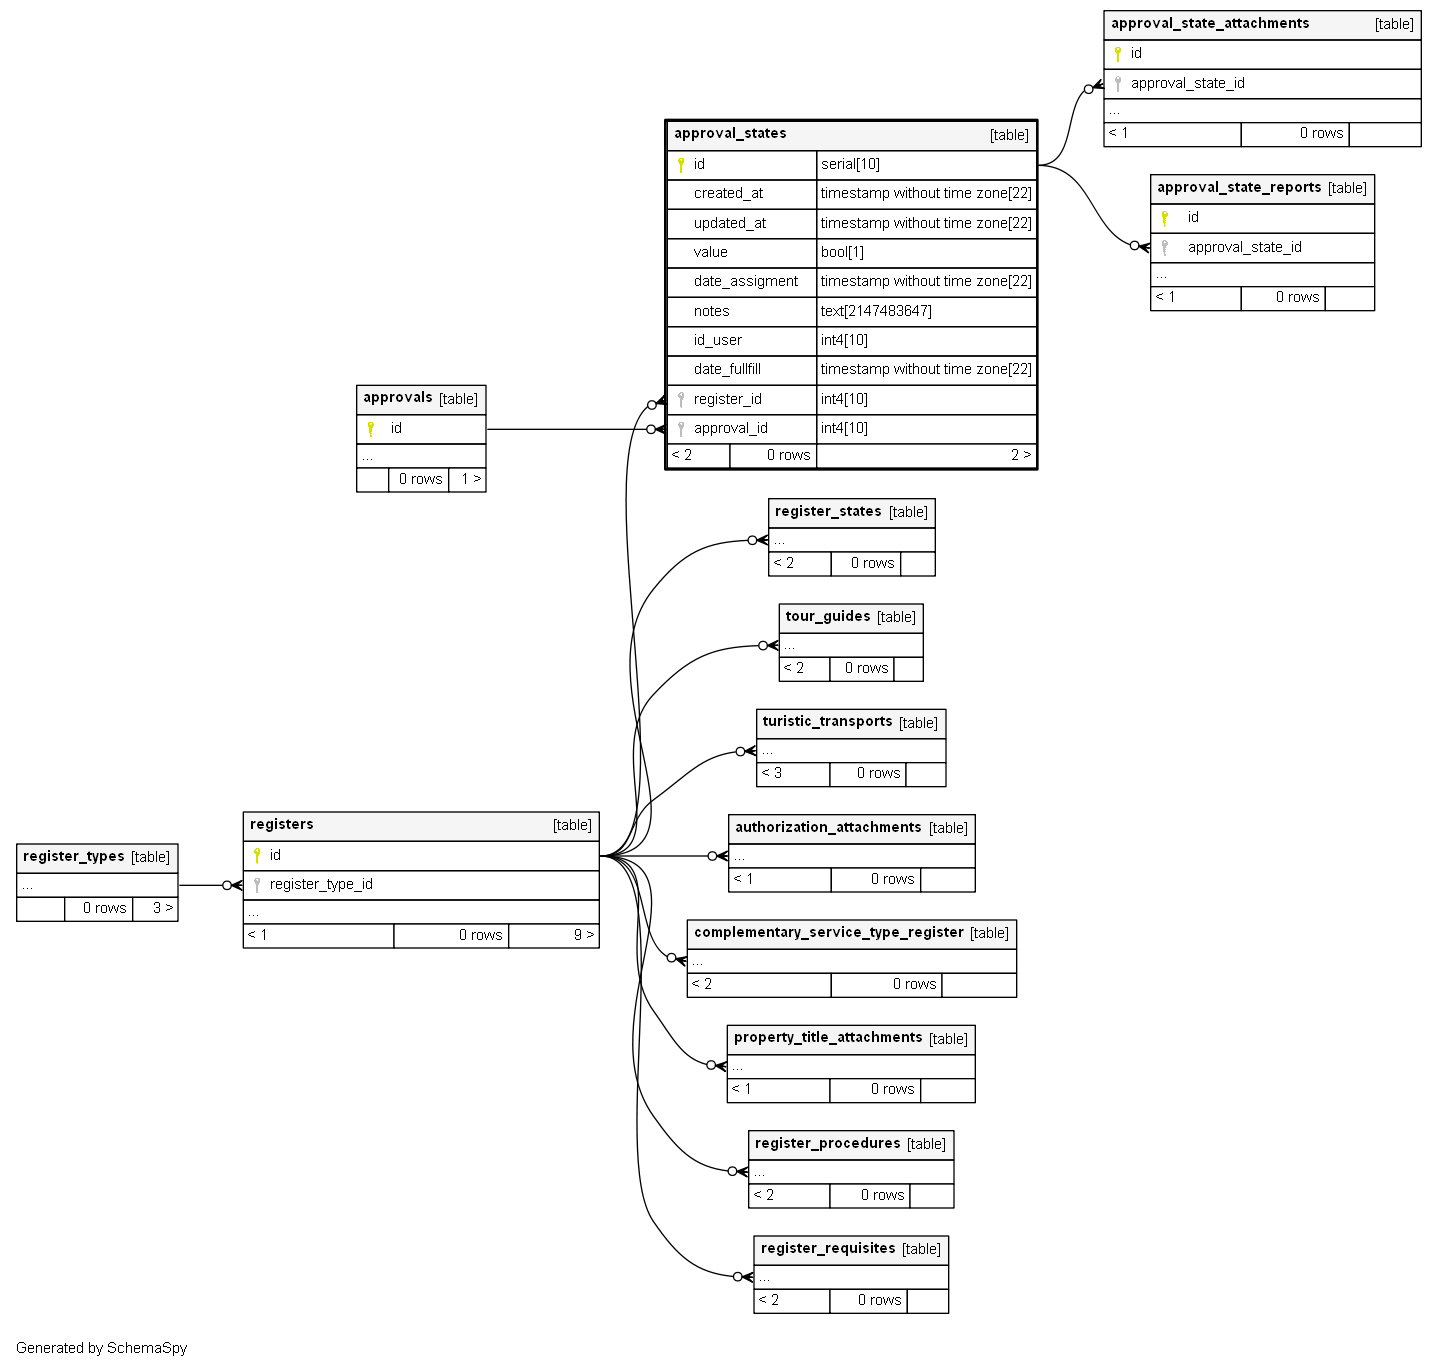 approval_state_attachments [table]
id
approval_state_id
...
< 1 0 rows
approval_states [table]
id serial[10]
created_at timestamp without time zone[22]
updated_at timestamp without time zone[22]
value bool[1]
date_assigment timestamp without time zone[22]
notes text[2147483647]
id_user int4[10]
date_fullfill timestamp without time zone[22]
register_id int4[10]
approval_id int4[10]
< 2 0 rows 2 >
approval_state_reports [table]
id
approval_state_id
...
< 1 0 rows
approvals [table]
id
...
0 rows 1 >
register_states [table]
...
< 2 0 rows
tour_guides [table]
...
< 2 0 rows
turistic_transports [table]
...
< 3 0 rows
registers [table]
id
register_type_id
...
< 1 0 rows 9 >
register_types [table]
...
0 rows 3 >
authorization_attachments [table]
...
< 1 0 rows
complementary_service_type_register [table]
...
< 2 0 rows
property_title_attachments [table]
...
< 1 0 rows
register_procedures [table]
...
< 2 0 rows
register_requisites [table]
...
< 2 0 rows
Generated by SchemaSpy